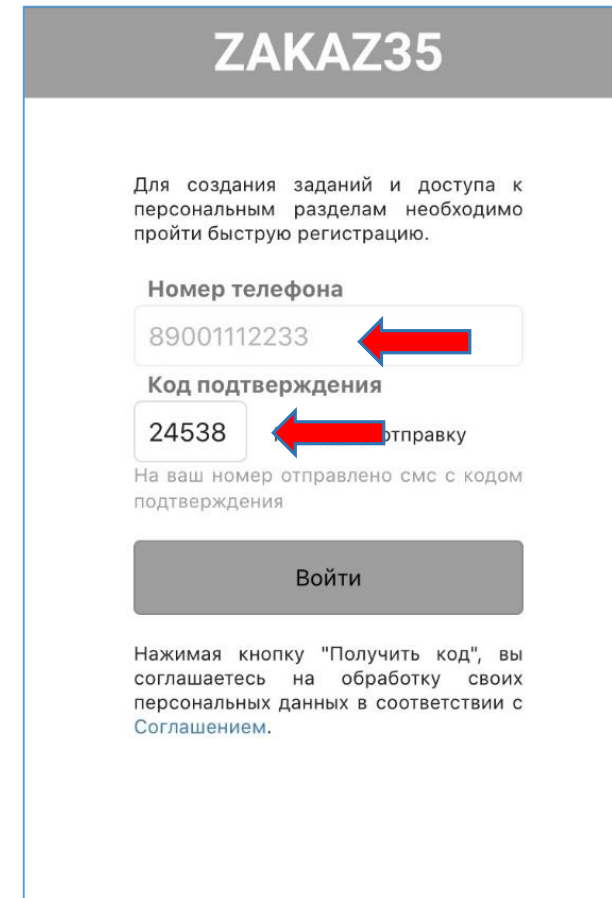 ZAKAZ35
Для создания заданий и доступа к
персональным разделам необходимо
пройти быструю регистрацию.
Номер телефона
89001112233
Код подтверждения
24538
На ваш номер отправлено смс с кодом
подтверждения
Войти
Нажимая кнопку "Получить код", вы
соглашаетесь на обработку своих
персональных данных в соответствии с
Соглашением.